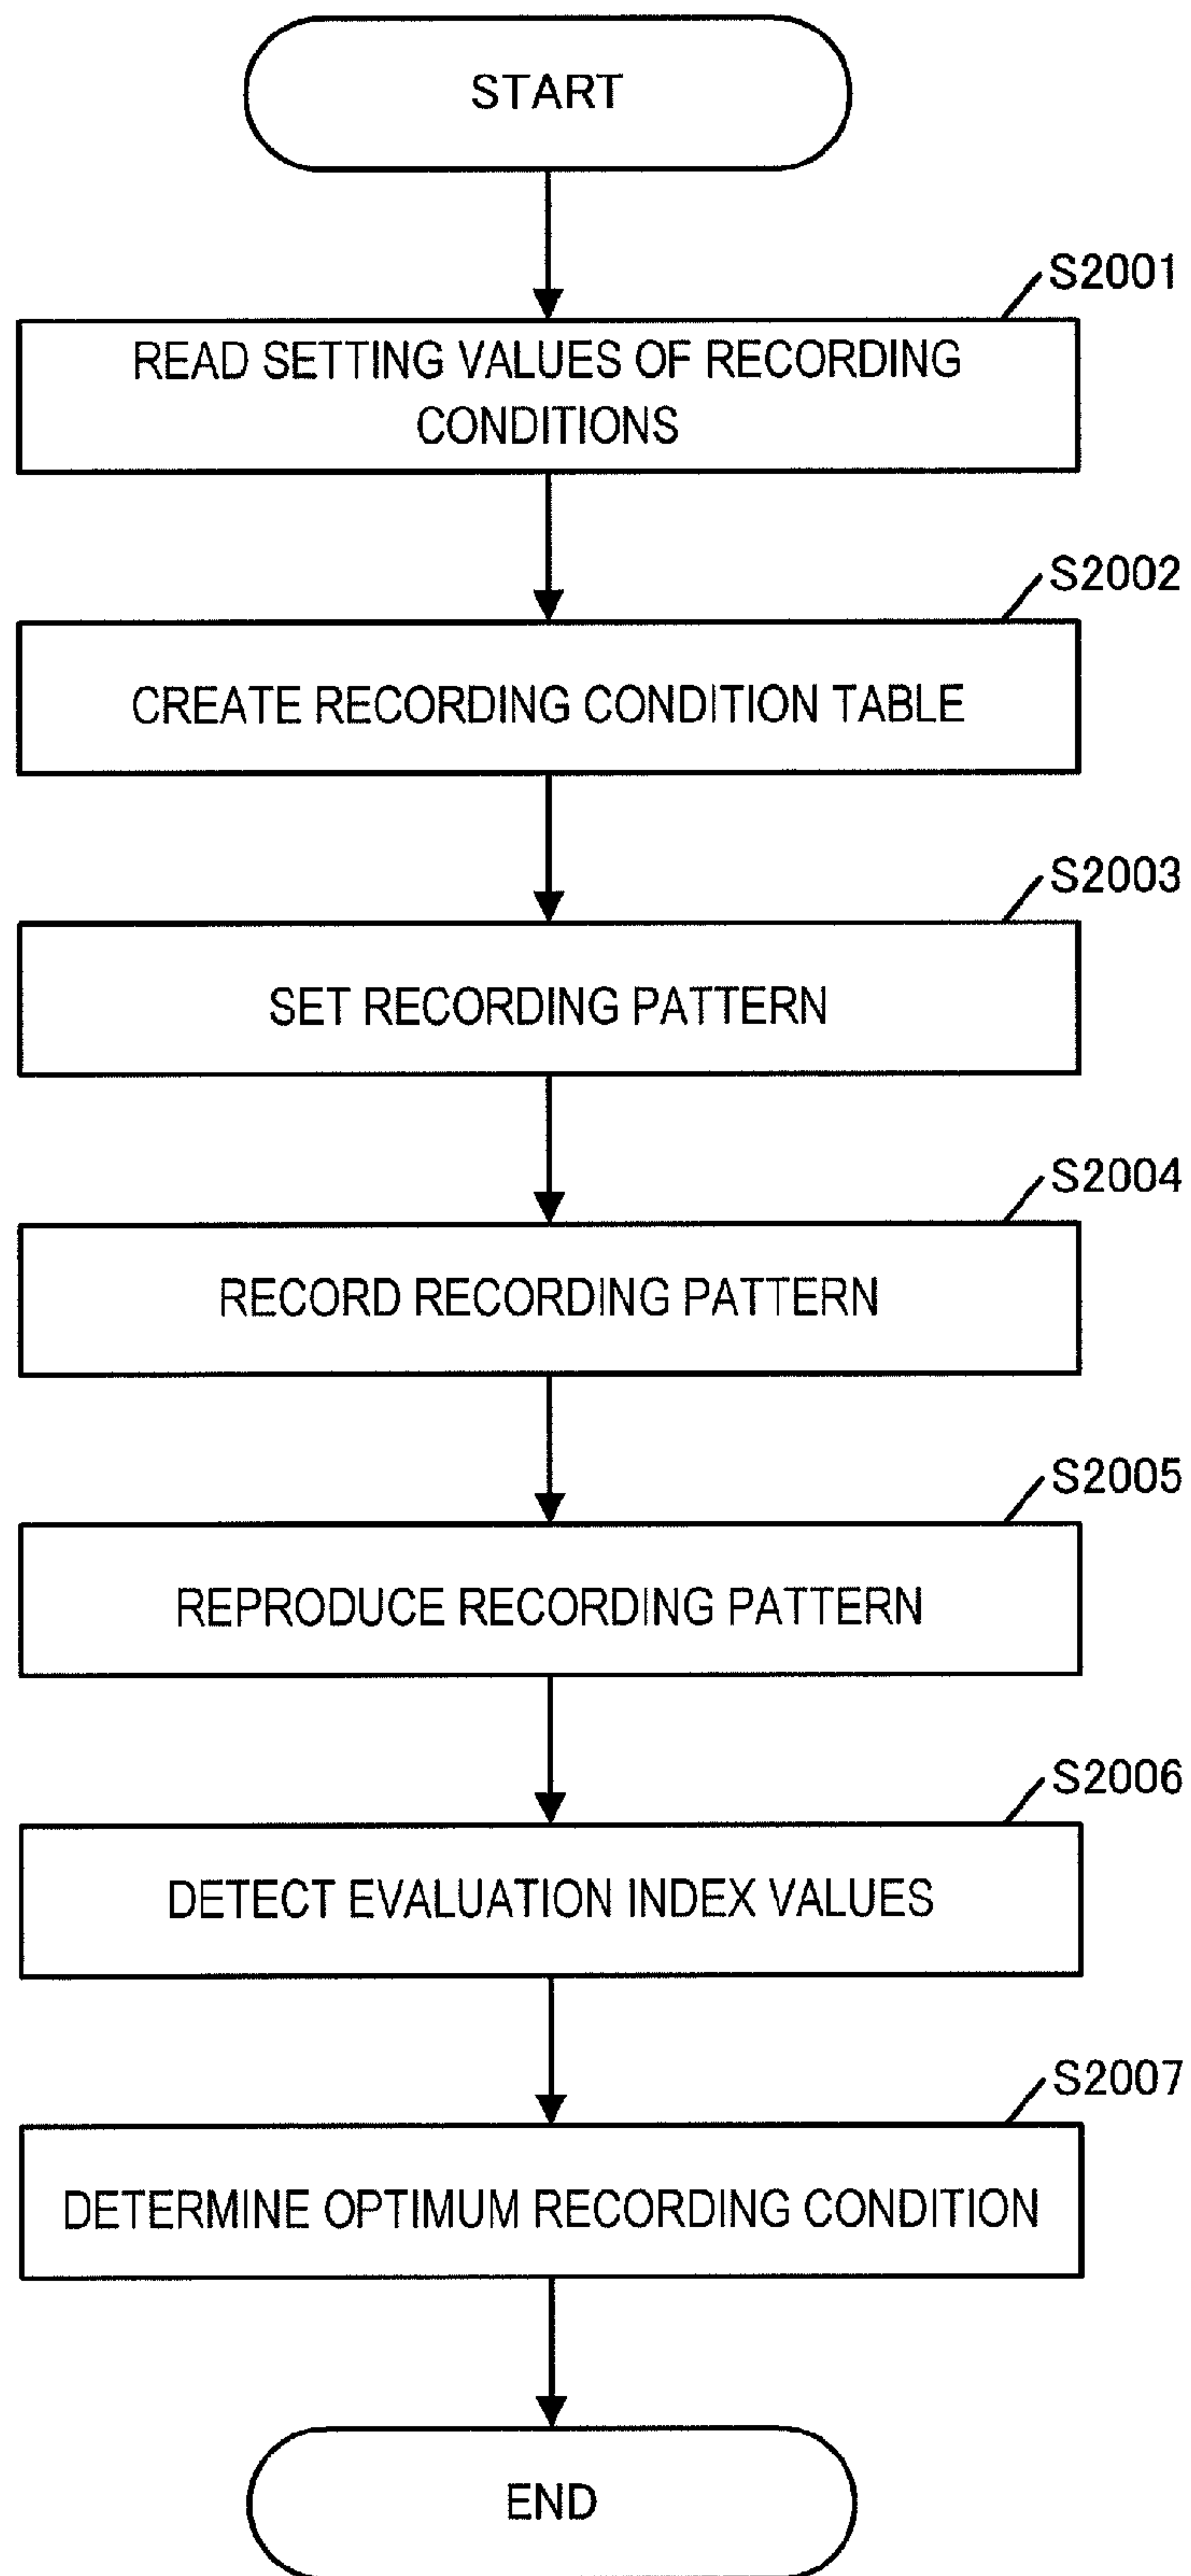 START
S2001
READ SETTING VALUES OF RECORDING
CONDITIONS
S2002
CREATE RECORDING CONDITION TABLE
S2003
SET RECORDING PATTERN
S2004
RECORD RECORDING PATTERN
S2005
REPRODUCE RECORDING PATTERN
S2006
DETECT EVALUATION INDEX VALUES
S2007
DETERMINE OPTIMUM RECORDING CONDITION
END